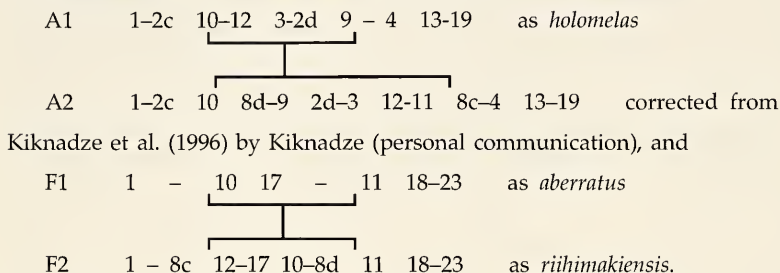 A1 1–2c 10–12 3-2d 9 – 4 13-19 as holomelas
A2 1–2c 10 8d–9 2d–3 12-11 8c–4 13–19 corrected from
Kiknadze et al. (1996) by Kiknadze (personal communication), and
F1 1 – 10 17 – 11 18–23 as aberratus
F2 1 – 8c 12–17 10–8d 11 18–23 as riihimakiensis.